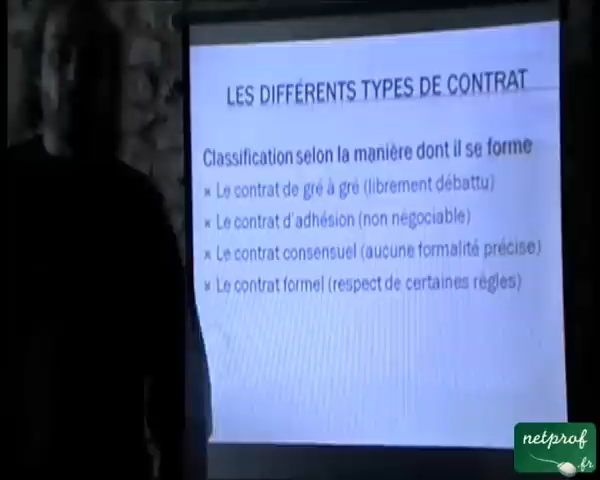 LES DIFFÉRENTS TYPES DE CONTRAT
Classification selon la manière dont il se forme
× Le contrat de gré à gré (librement débattu)
× Le contrat d'adhésion (non négociable)
× Le contrat consensuel (aucune formalité précise)
× Le contrat formel (respect de certaines règles)
netprof
.fr